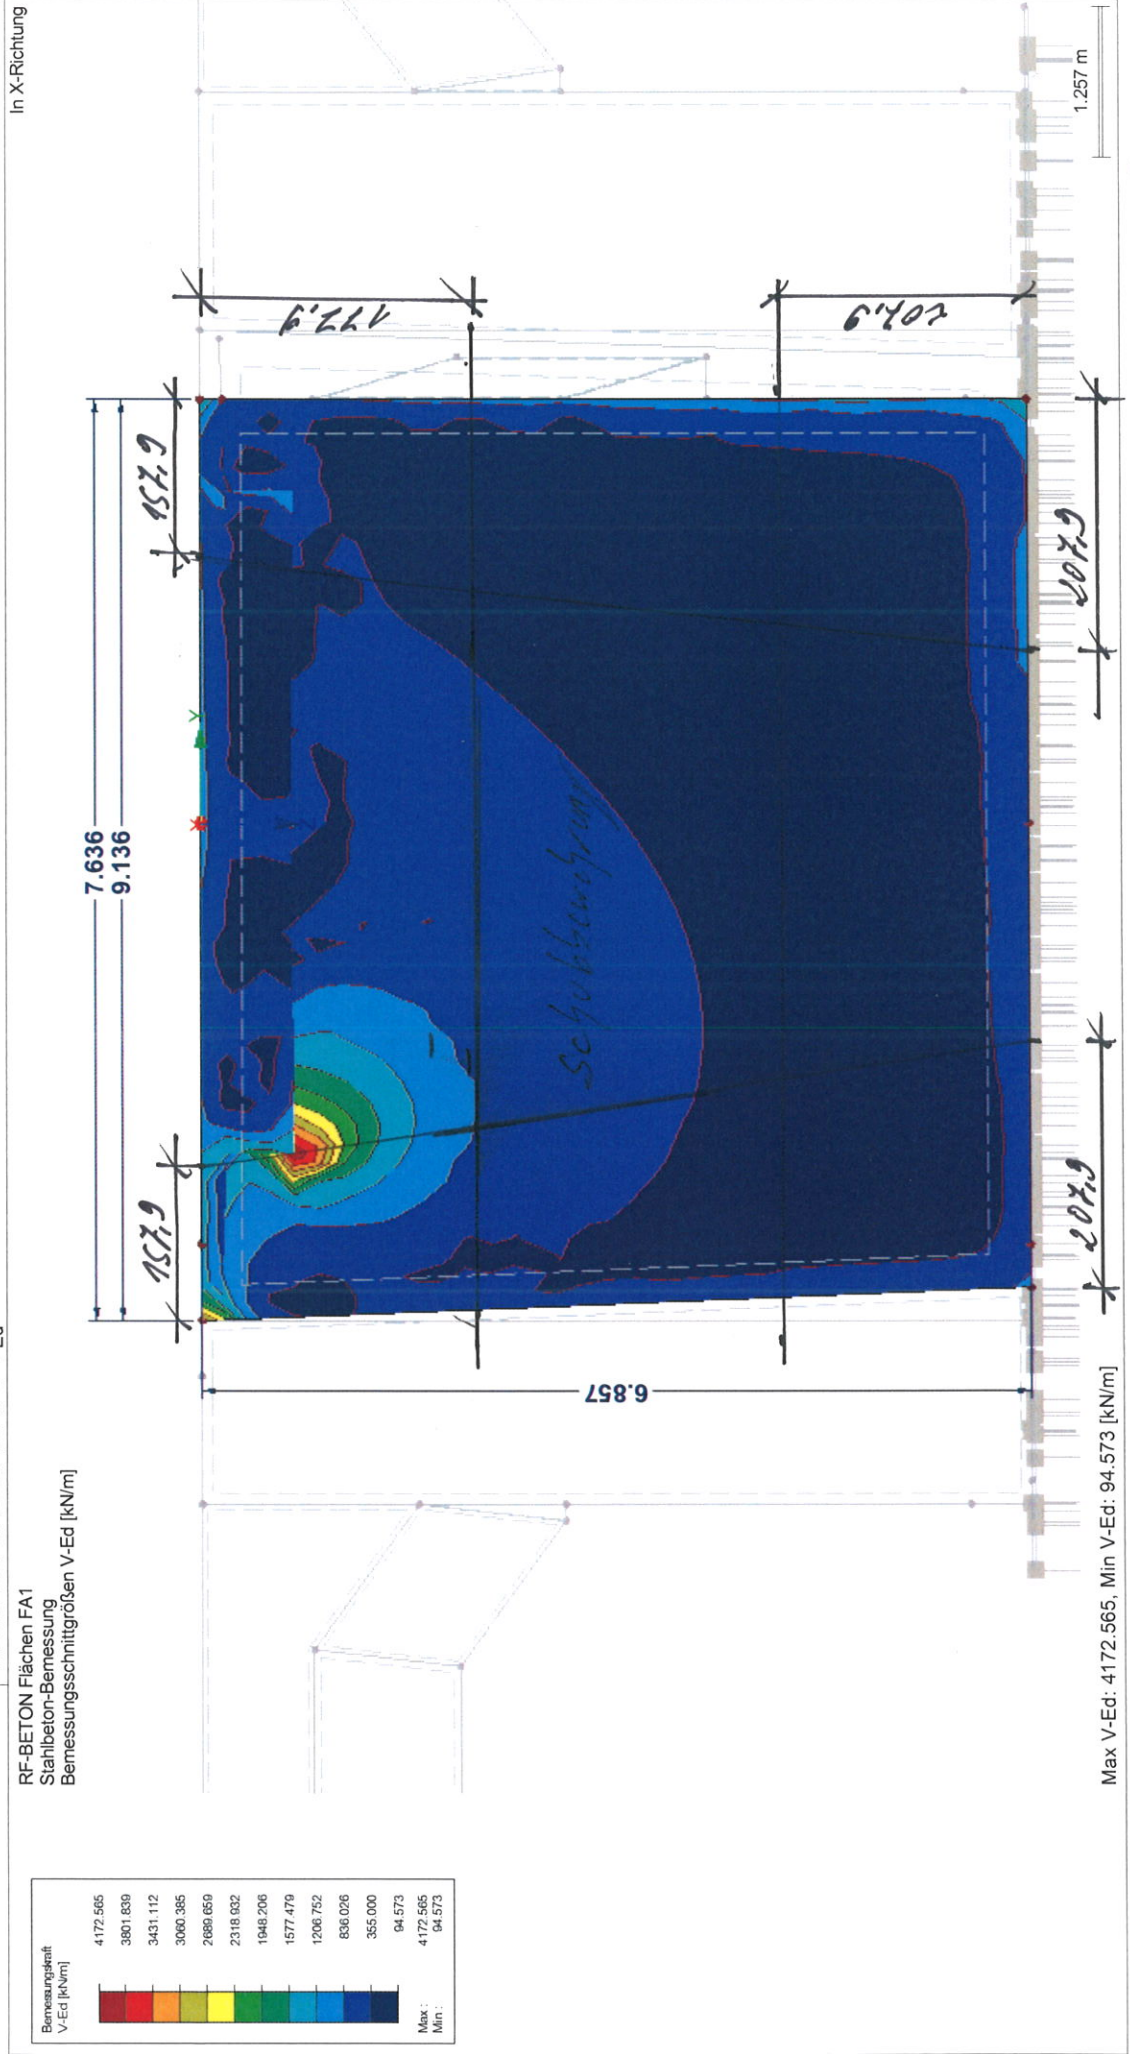 In X-Richtung
RF-BETON Flächen FA1
Stahlbeton-Bemessung
Bemessungsschnittgrößen V-Ed [kN/m]
Bemessungskraft
V-Ed [kN/m]
4172.565
3801.839
3431.112
3060.385
2689.659
2318.932
1948.206
1577.479
1206.752
836.026
355.000
94.573
Max : 4172.565
Min : 94.573
7.636
9.136
157,9
157,9
177,9
207,9
6.857
Schubbewehrung
207,9
207,9
1.257 m
Max V-Ed: 4172.565, Min V-Ed: 94.573 [kN/m]